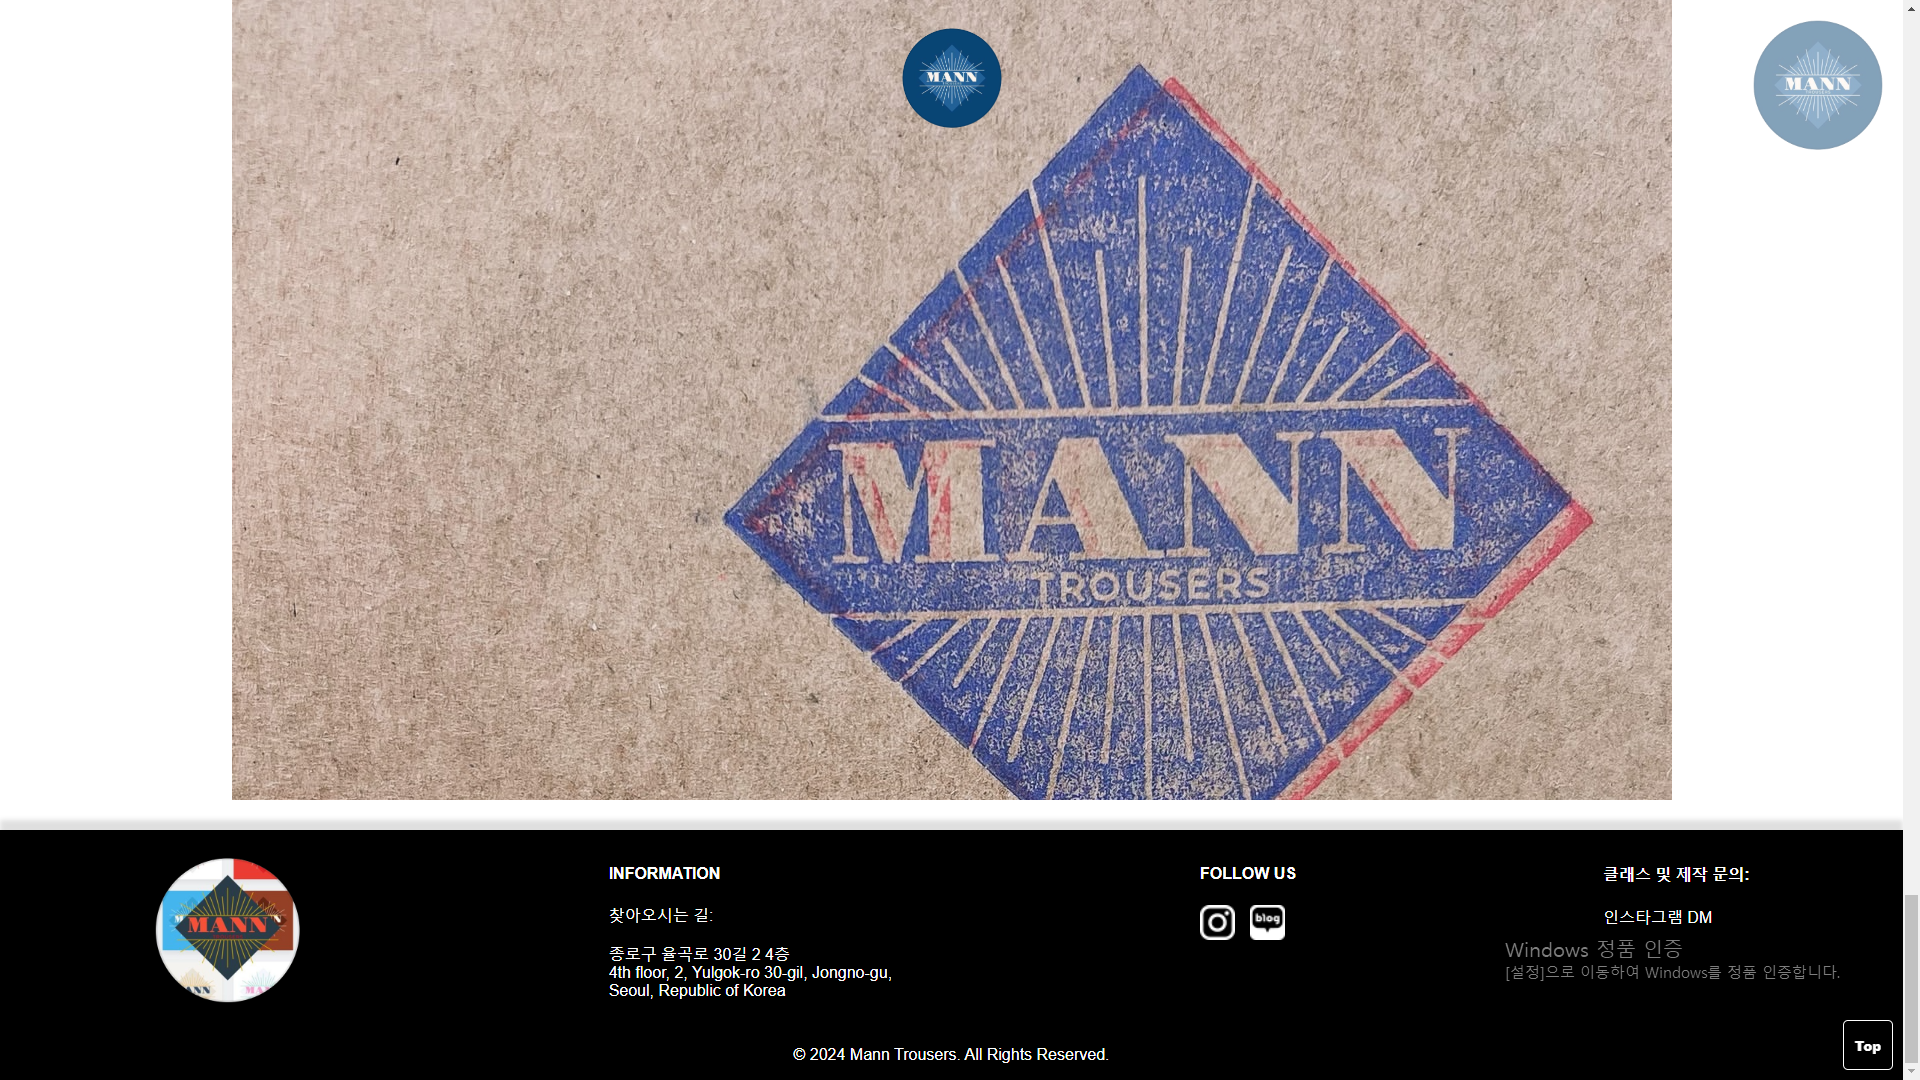 MANN
MANN
MANN
TROUSERS
MANN
INFORMATION
찾아오시는 길:
종로구 율곡로 30길 2 4층
4th floor, 2, Yulgok-ro 30-gil, Jongno-gu,
Seoul, Republic of Korea
FOLLOW US
blog
클래스 및 제작 문의:
인스타그램 DM
Windows 정품 인증
[설정]으로 이동하여 Windows를 정품 인증합니다.
Top
© 2024 Mann Trousers. All Rights Reserved.